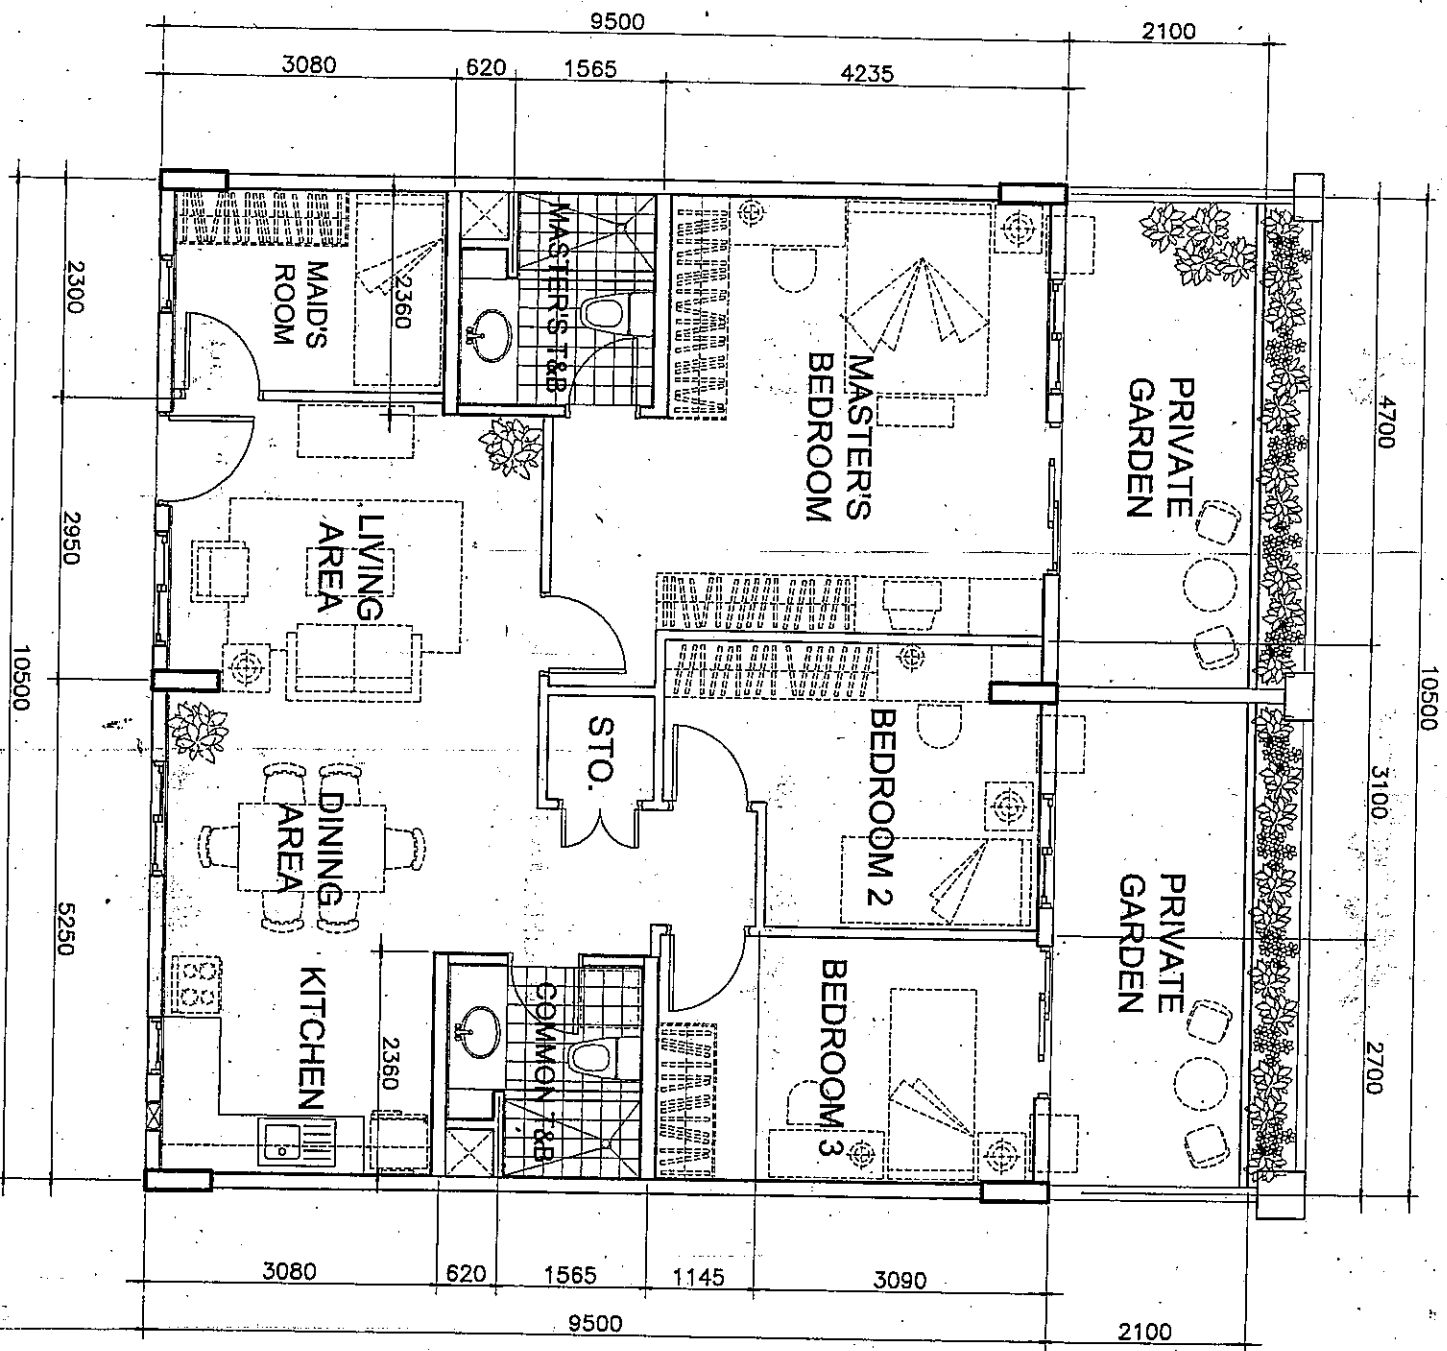 9500
2100
3080
620
1565
4235
2300
2950
5250
10500
4700
3100
2700
10500
MAID'S
ROOM
2360
MASTER'S T&B
MASTER'S
BEDROOM
PRIVATE
GARDEN
LIVING
AREA
STO.
BEDROOM 2
DINING
AREA
KITCHEN
2360
COMMON T&B
BEDROOM 3
PRIVATE
GARDEN
3080
620
1565
1145
3090
9500
2100